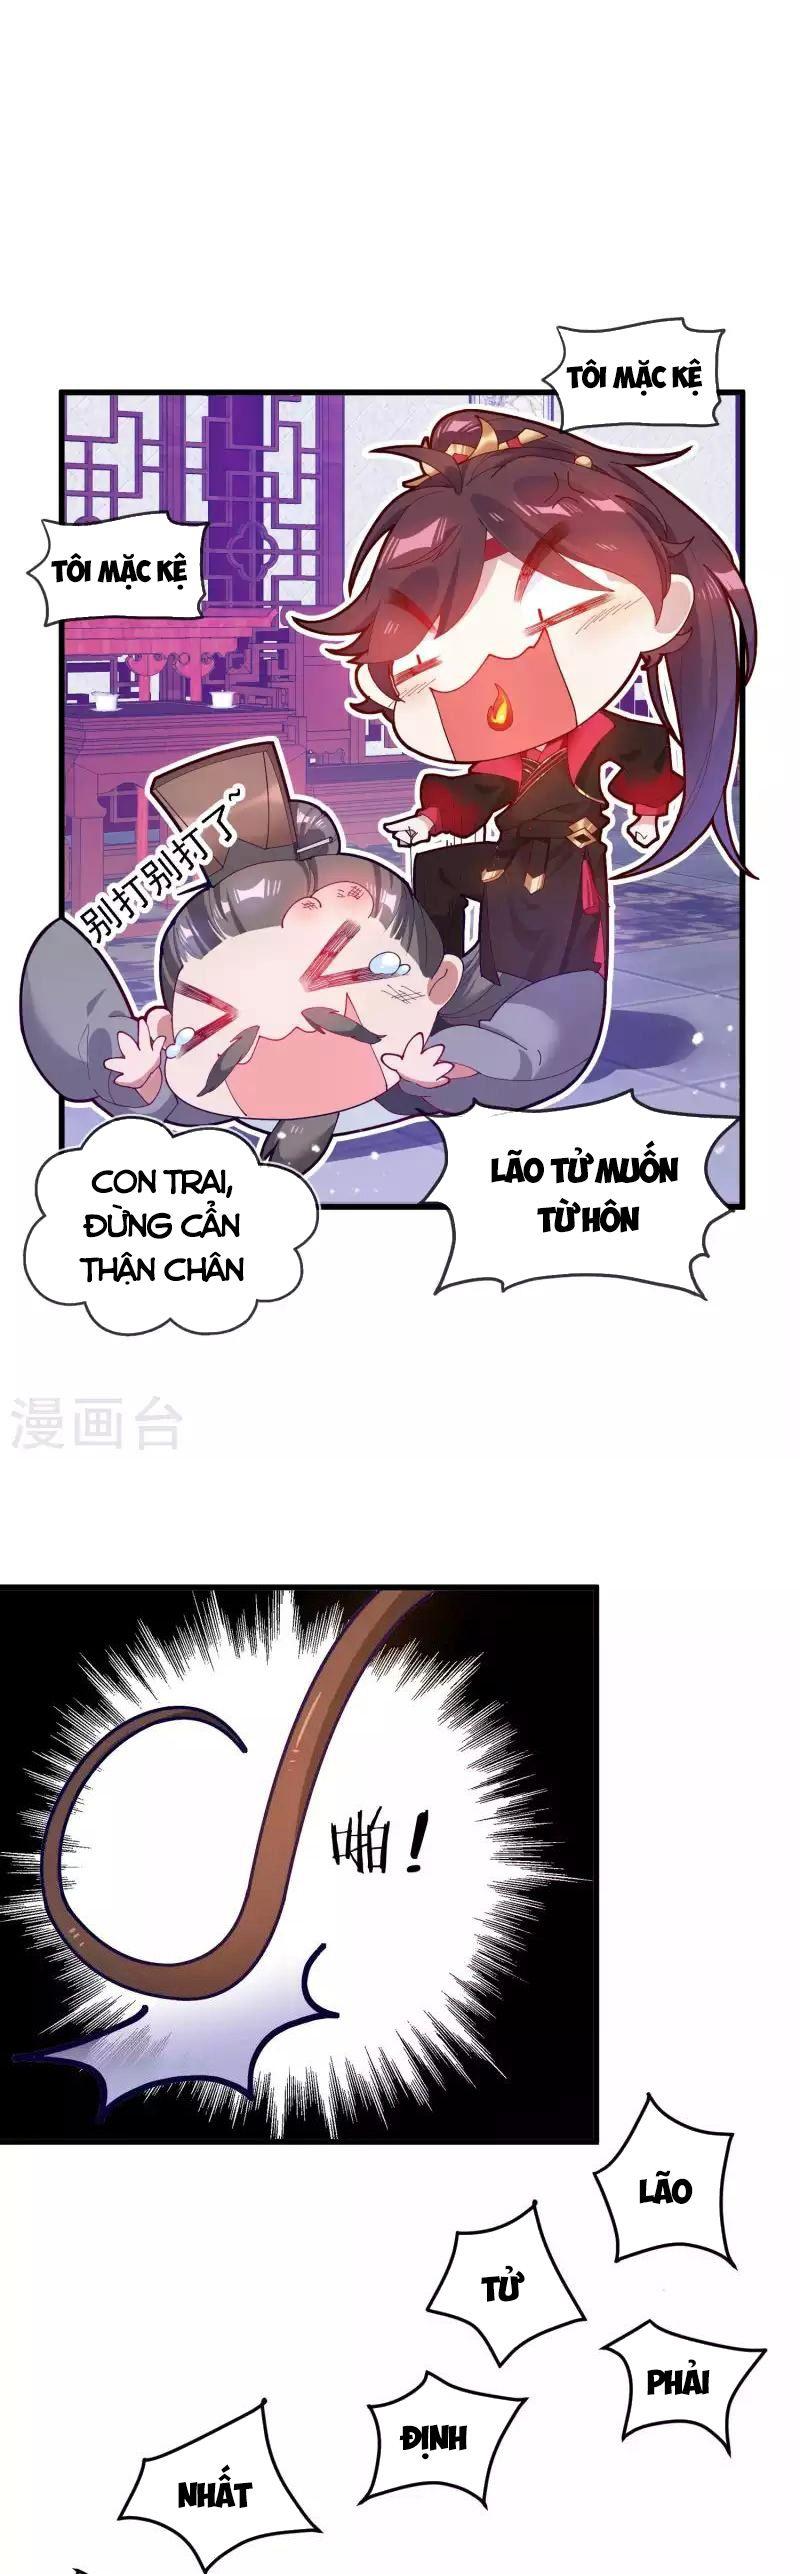 TÔI MẶC KỆ
TÔI MẶC KỆ
别打别打了~
CON TRAI,
ĐỪNG CẨN
THẬN CHÂN
LÃO TỬ MUỐN
TỪ HÔN
漫画台
啪!
LÃO
TỬ
PHẢI
ĐỊNH
NHẤT